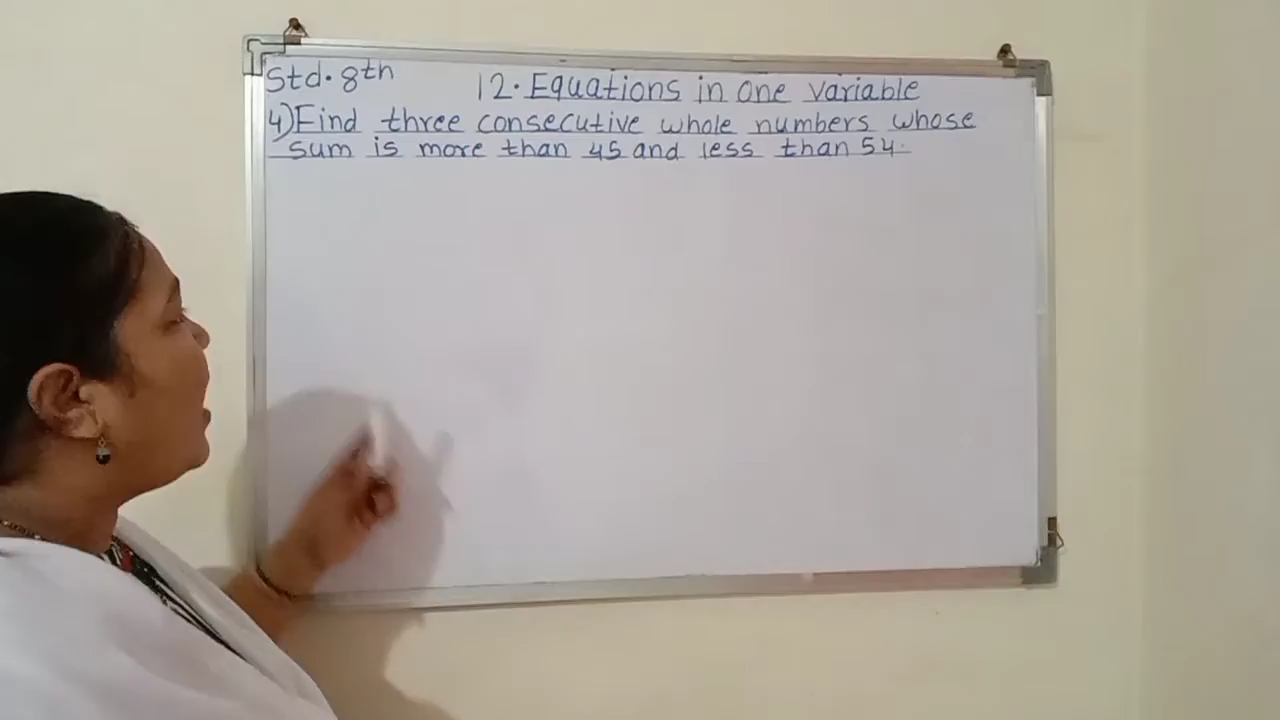 Std. 8th
12. Equations in one variable
4) Find three consecutive whole numbers whose
sum is more than 45 and less than 54.